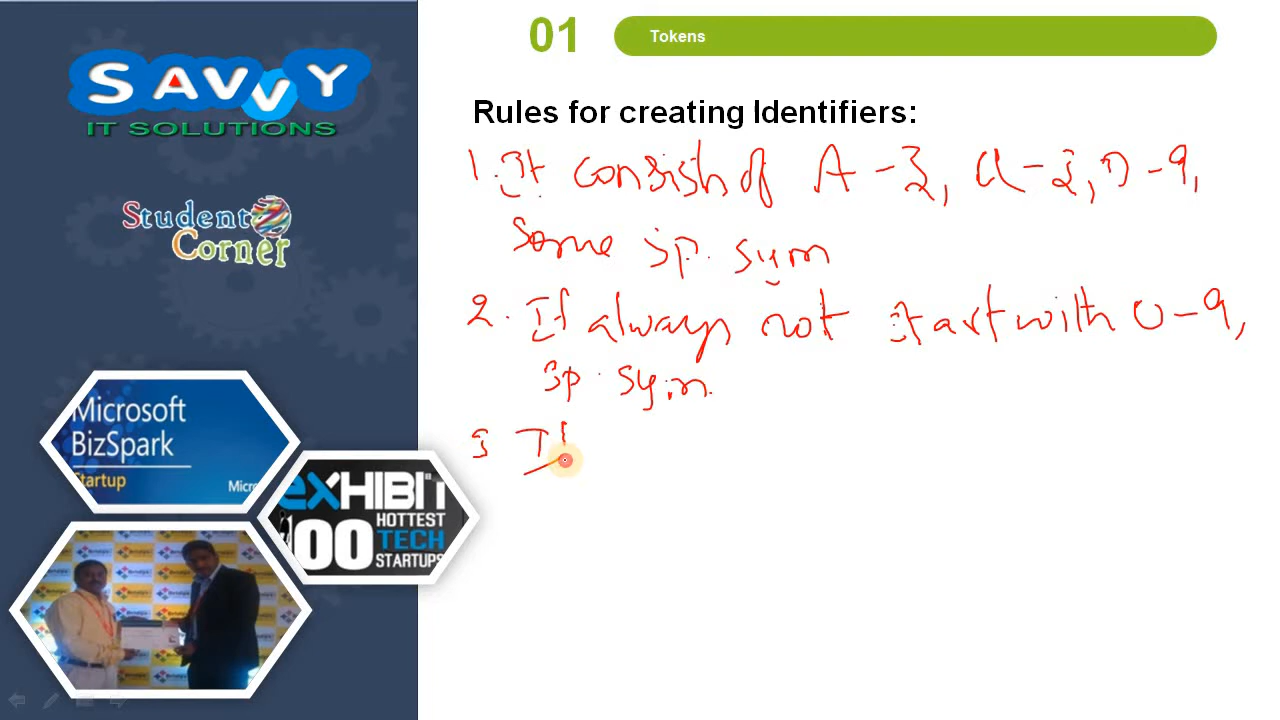 SAVVY
IT SOLUTIONS
Student
Corner
Microsoft
BizSpark
Startup
Micros
eXHIBIT
100
HOTTEST
TECH
STARTUPS
01
Tokens
Rules for creating Identifiers:
1. It consish of A-Z, a-z, 0-9,
some sp. sym
2. It always not start with 0-9,
sp. sym.
3 It